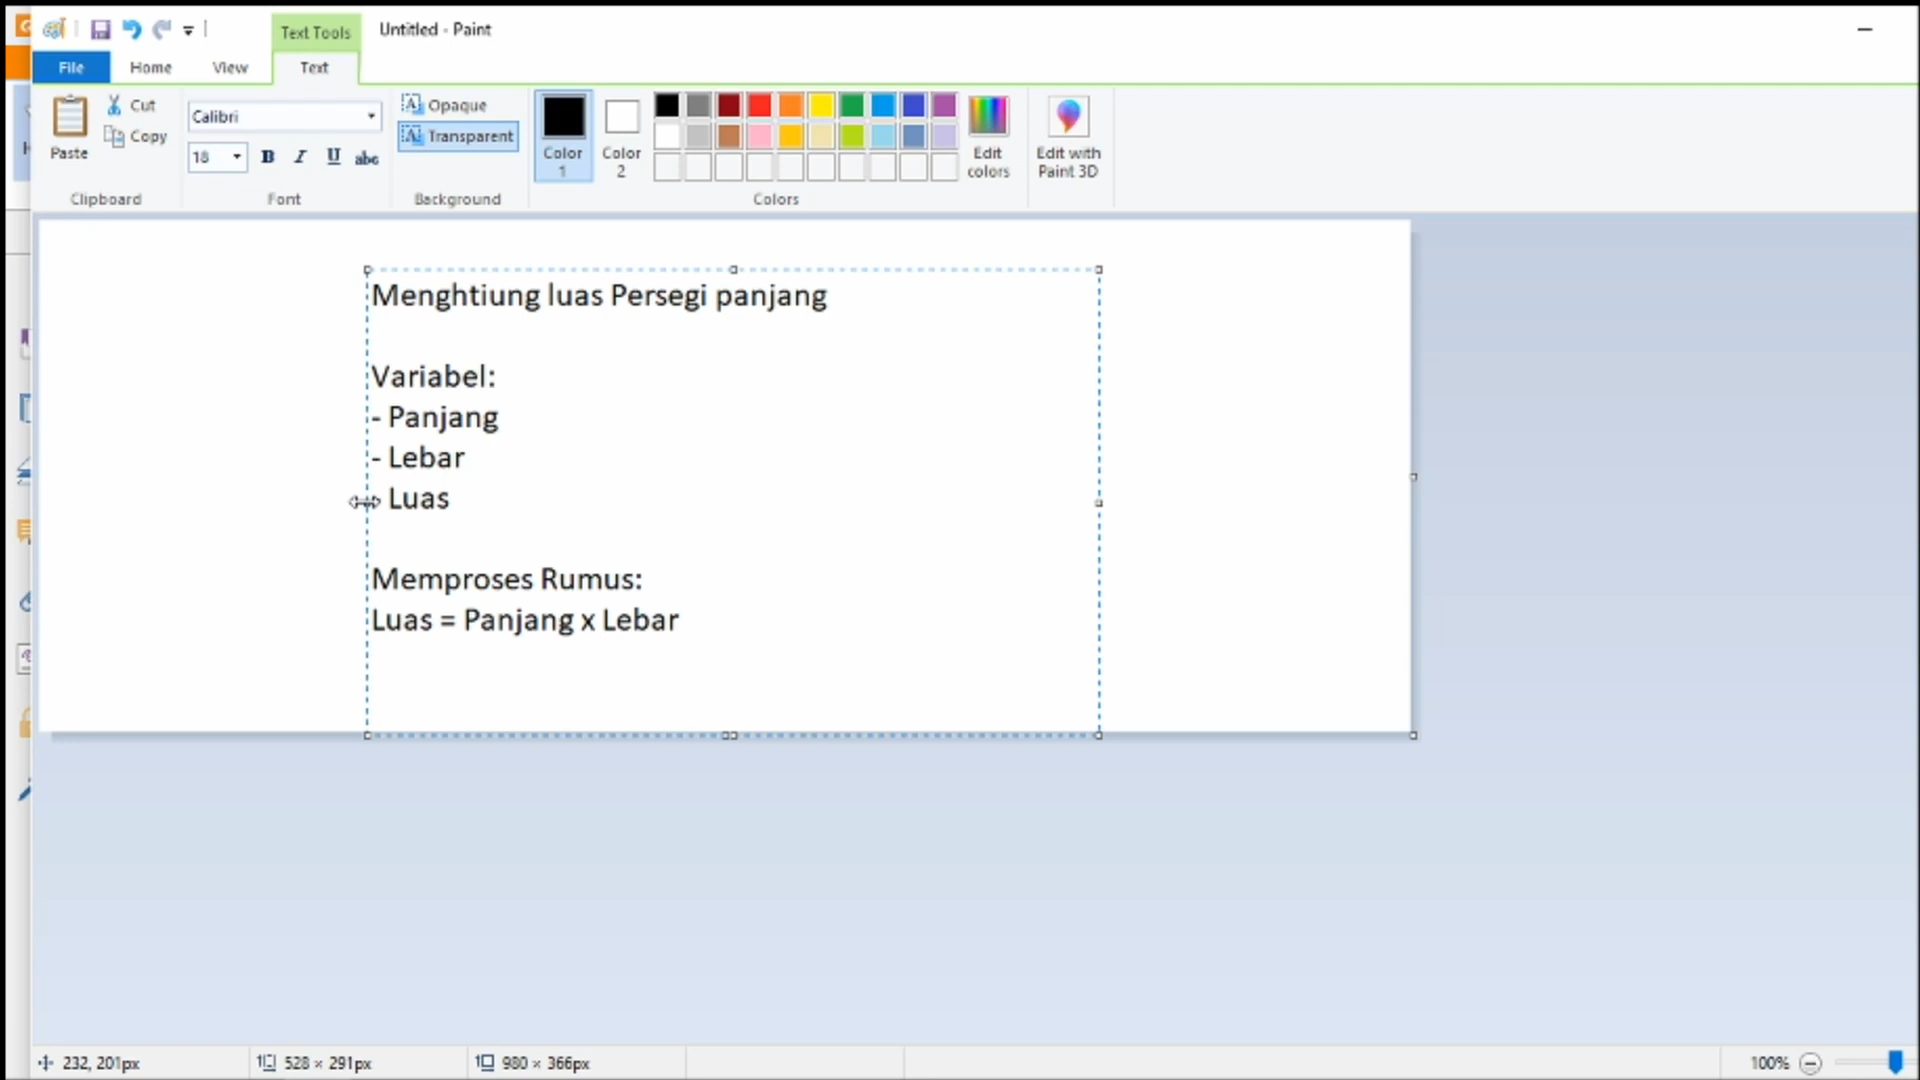 Text Tools
Untitled - Paint
File
Home
View
Text
Paste
Cut
Copy
Clipboard
Calibri
18
B I U abc
Font
Opaque
Transparent
Background
Color 1
Color 2
Colors
Edit colors
Edit with Paint 3D
Menghtiung luas Persegi panjang
Variabel:
- Panjang
- Lebar
Luas
Memproses Rumus:
Luas = Panjang x Lebar
232, 201px
528 × 291px
980 × 366px
100%